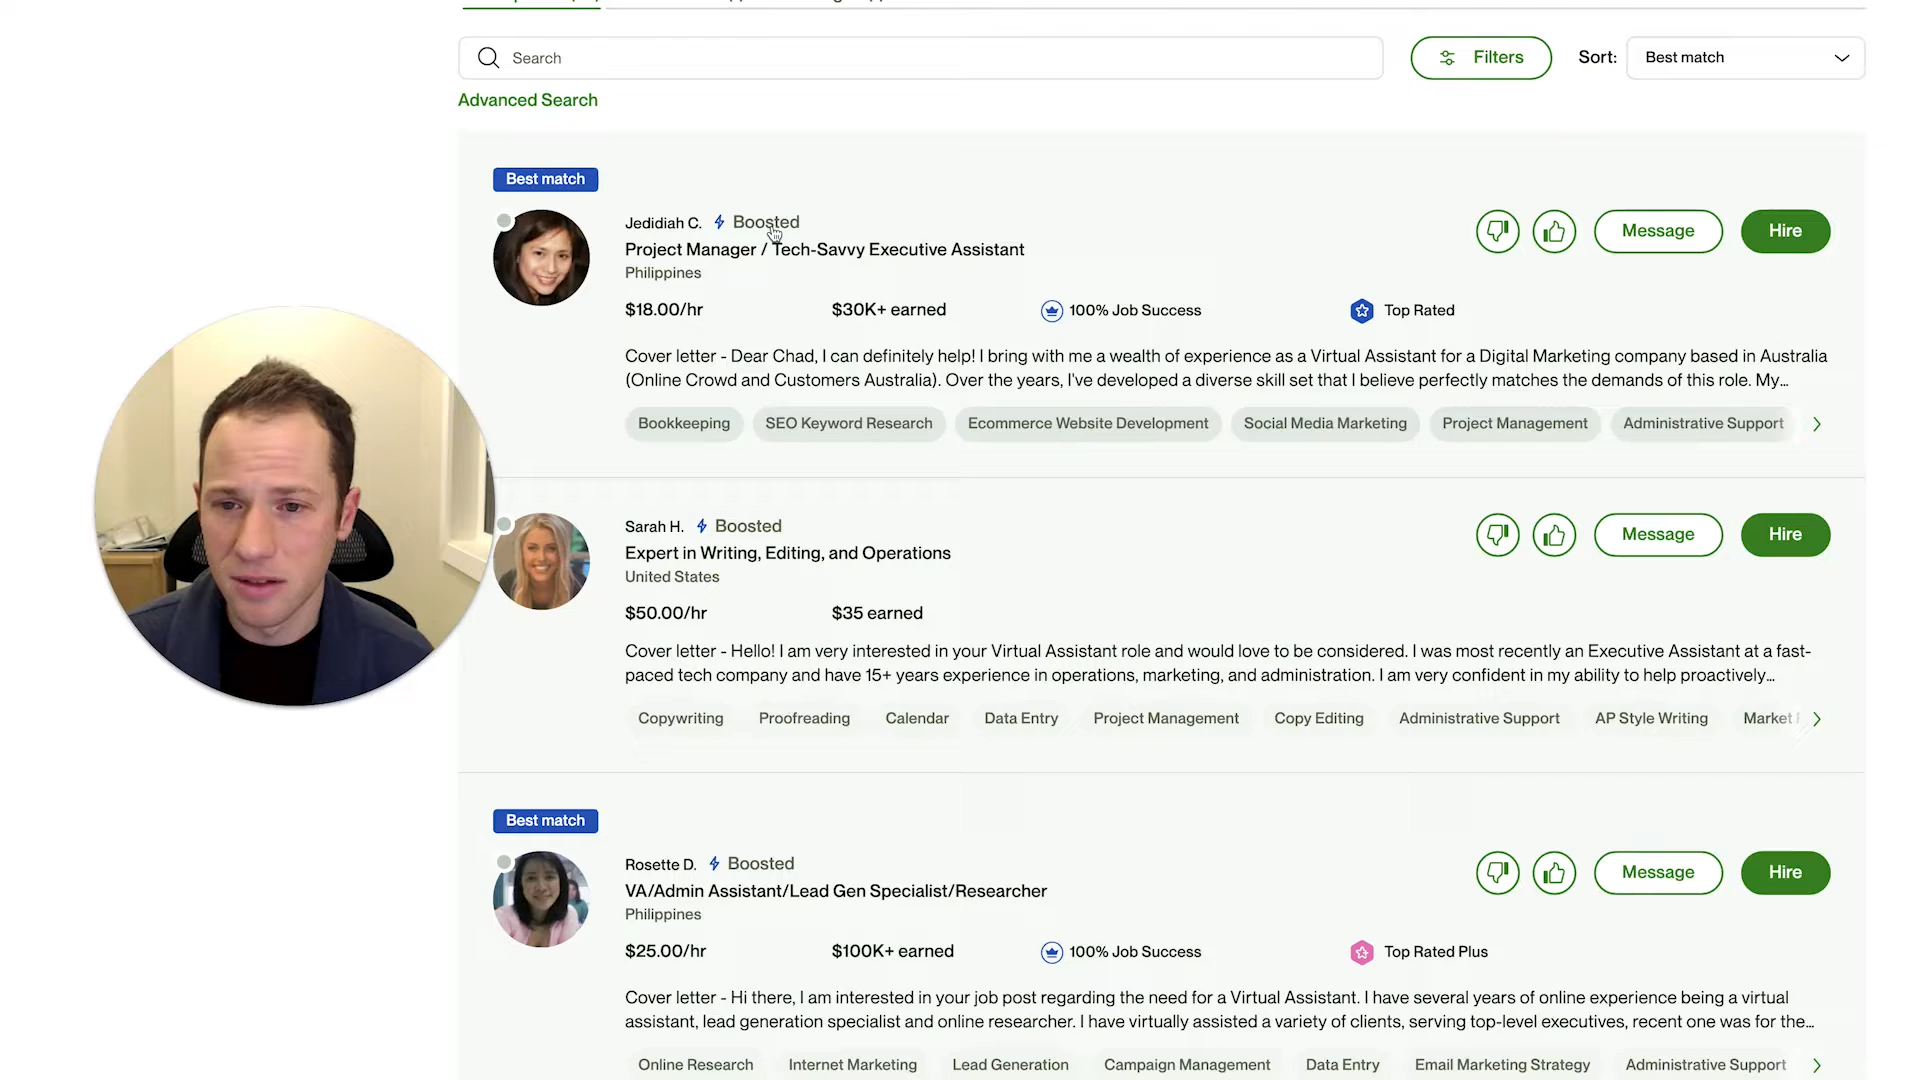 Search
Filters
Sort:
Best match
Advanced Search
Best match
Jedidiah C. Boosted
Project Manager / Tech-Savvy Executive Assistant
Philippines
$18.00/hr $30K+ earned 100% Job Success Top Rated
Message
Hire
Cover letter - Dear Chad, I can definitely help! I bring with me a wealth of experience as a Virtual Assistant for a Digital Marketing company based in Australia
(Online Crowd and Customers Australia). Over the years, I've developed a diverse skill set that I believe perfectly matches the demands of this role. My...
Bookkeeping SEO Keyword Research Ecommerce Website Development Social Media Marketing Project Management Administrative Support
Sarah H. Boosted
Expert in Writing, Editing, and Operations
United States
$50.00/hr $35 earned
Message
Hire
Cover letter - Hello! I am very interested in your Virtual Assistant role and would love to be considered. I was most recently an Executive Assistant at a fast-
paced tech company and have 15+ years experience in operations, marketing, and administration. I am very confident in my ability to help proactively...
Copywriting Proofreading Calendar Data Entry Project Management Copy Editing Administrative Support AP Style Writing Market
Best match
Rosette D. Boosted
VA/Admin Assistant/Lead Gen Specialist/Researcher
Philippines
$25.00/hr $100K+ earned 100% Job Success Top Rated Plus
Message
Hire
Cover letter - Hi there, I am interested in your job post regarding the need for a Virtual Assistant. I have several years of online experience being a virtual
assistant, lead generation specialist and online researcher. I have virtually assisted a variety of clients, serving top-level executives, recent one was for the...
Online Research Internet Marketing Lead Generation Campaign Management Data Entry Email Marketing Strategy Administrative Support